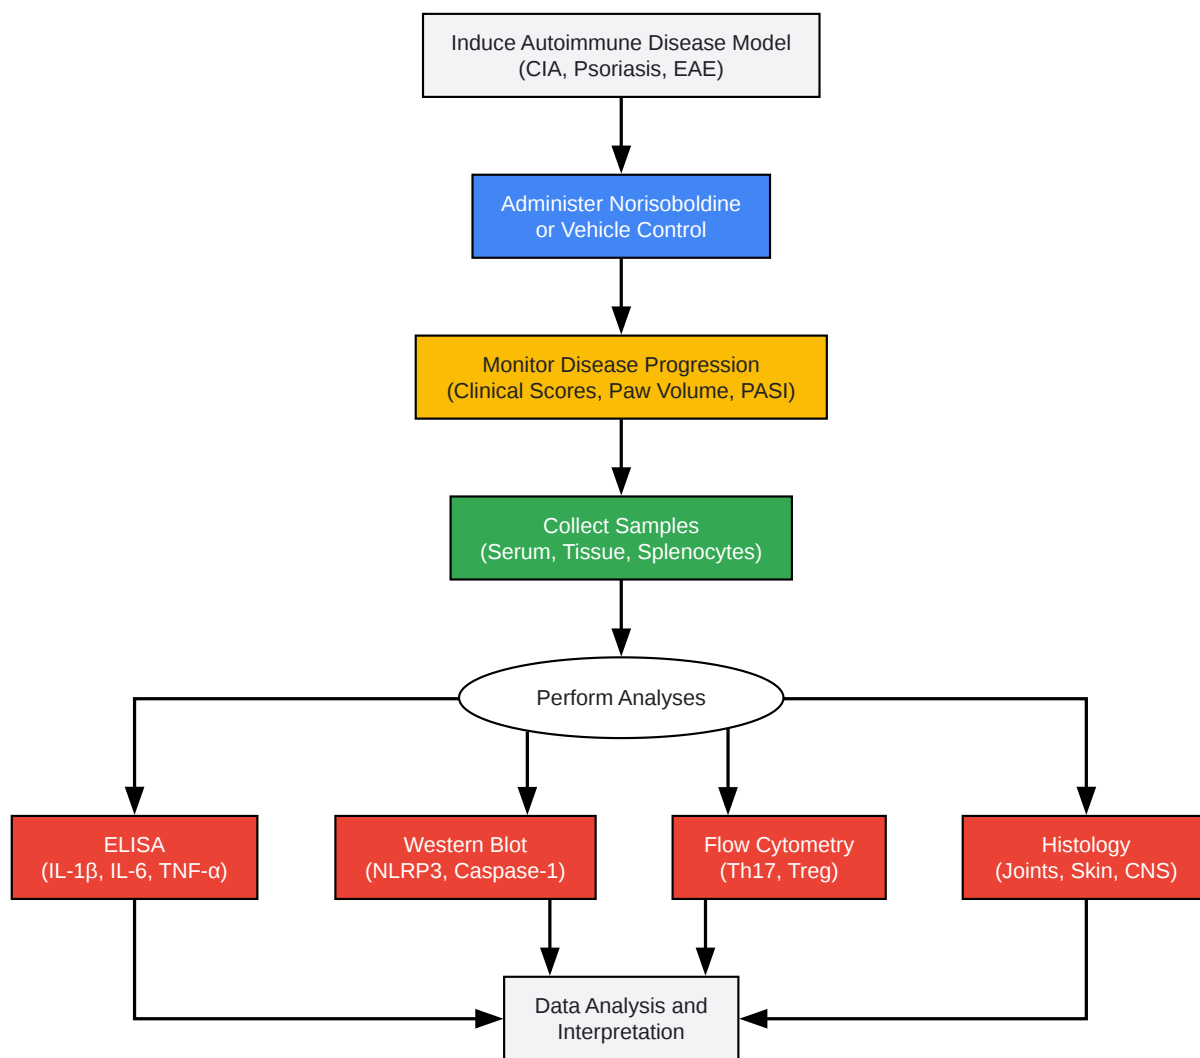 Induce Autoimmune Disease Model
(CIA, Psoriasis, EAE)
Administer Norisoboldine
or Vehicle Control
Monitor Disease Progression
(Clinical Scores, Paw Volume, PASI)
Collect Samples
(Serum, Tissue, Splenocytes)
Perform Analyses
ELISA
(IL-1β, IL-6, TNF-α)
Western Blot
(NLRP3, Caspase-1)
Flow Cytometry
(Th17, Treg)
Histology
(Joints, Skin, CNS)
Data Analysis and
Interpretation